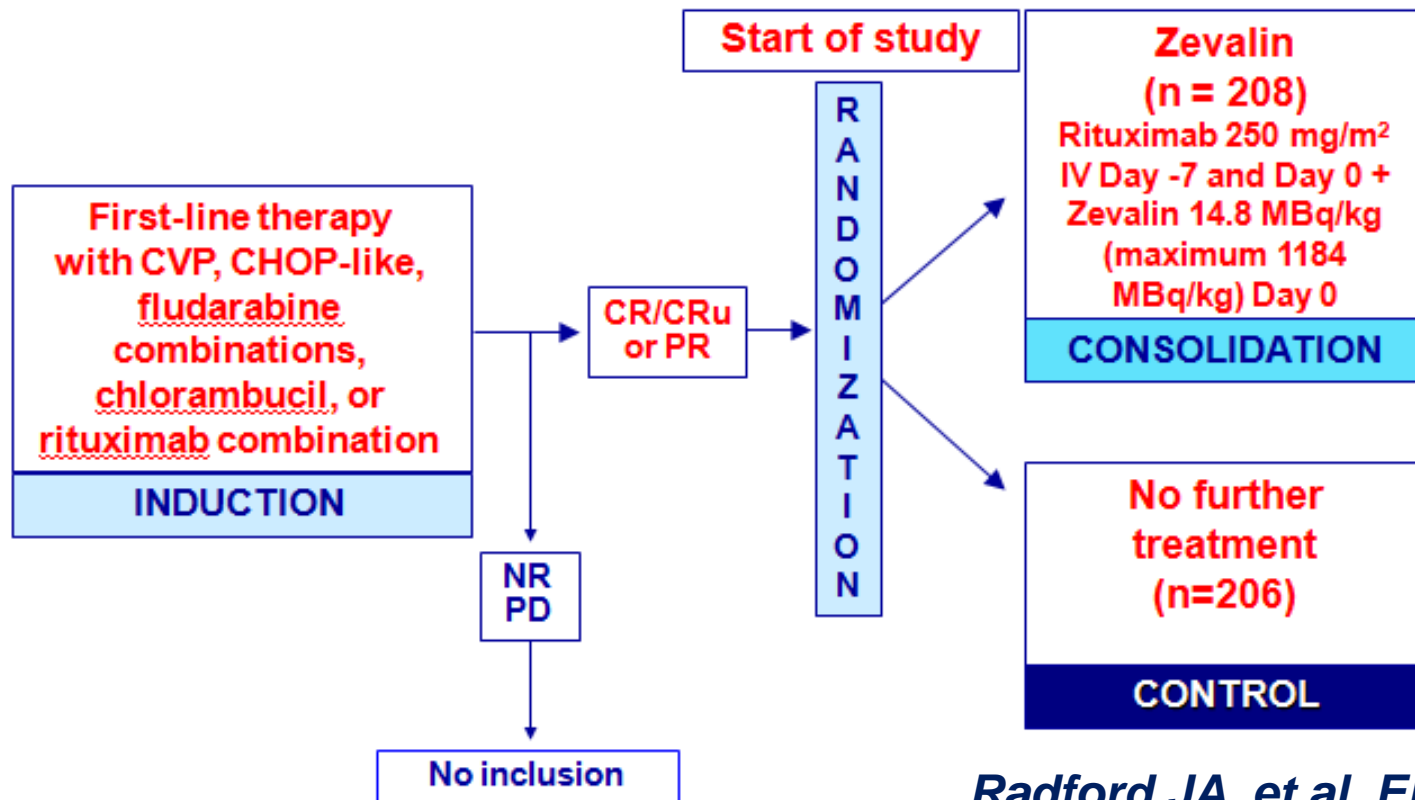 Start of study
First-line therapy
with CVP, CHOP-like,
fludarabine
combinations,
chlorambucil, or
rituximab combination
INDUCTION
CR/CRu
or PR
NR
PD
No inclusion
R
A
N
D
O
M
I
Z
A
T
I
O
N
Zevalin
(n = 208)
Rituximab 250 mg/m²
IV Day -7 and Day 0 +
Zevalin 14.8 MBq/kg
(maximum 1184
MBq/kg) Day 0
CONSOLIDATION
No further
treatment
(n=206)
CONTROL
Radford JA, et al.